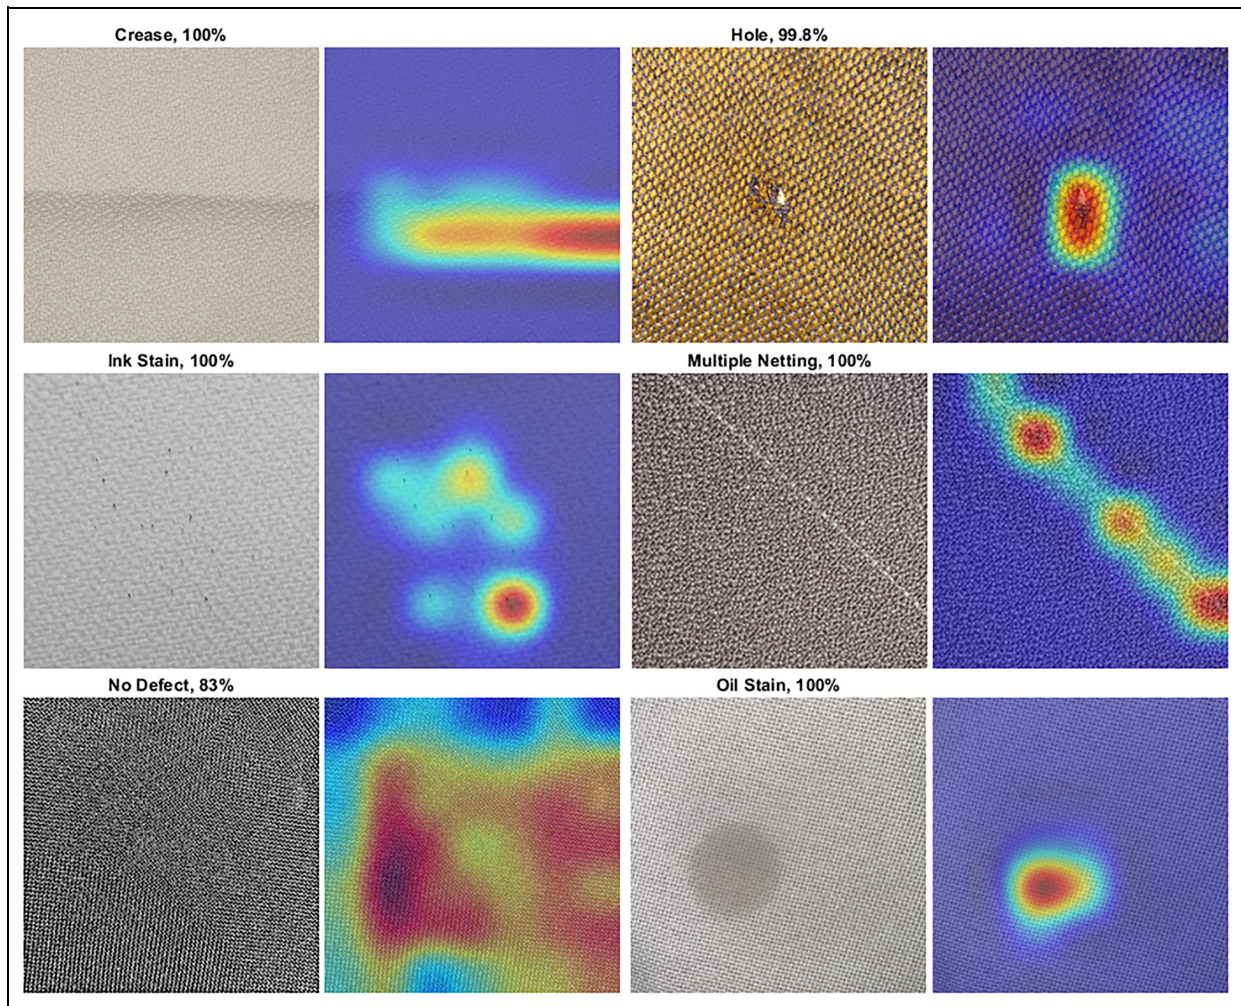 Crease, 100%
Hole, 99.8%
Ink Stain, 100%
Multiple Netting, 100%
No Defect, 83%
Oil Stain, 100%